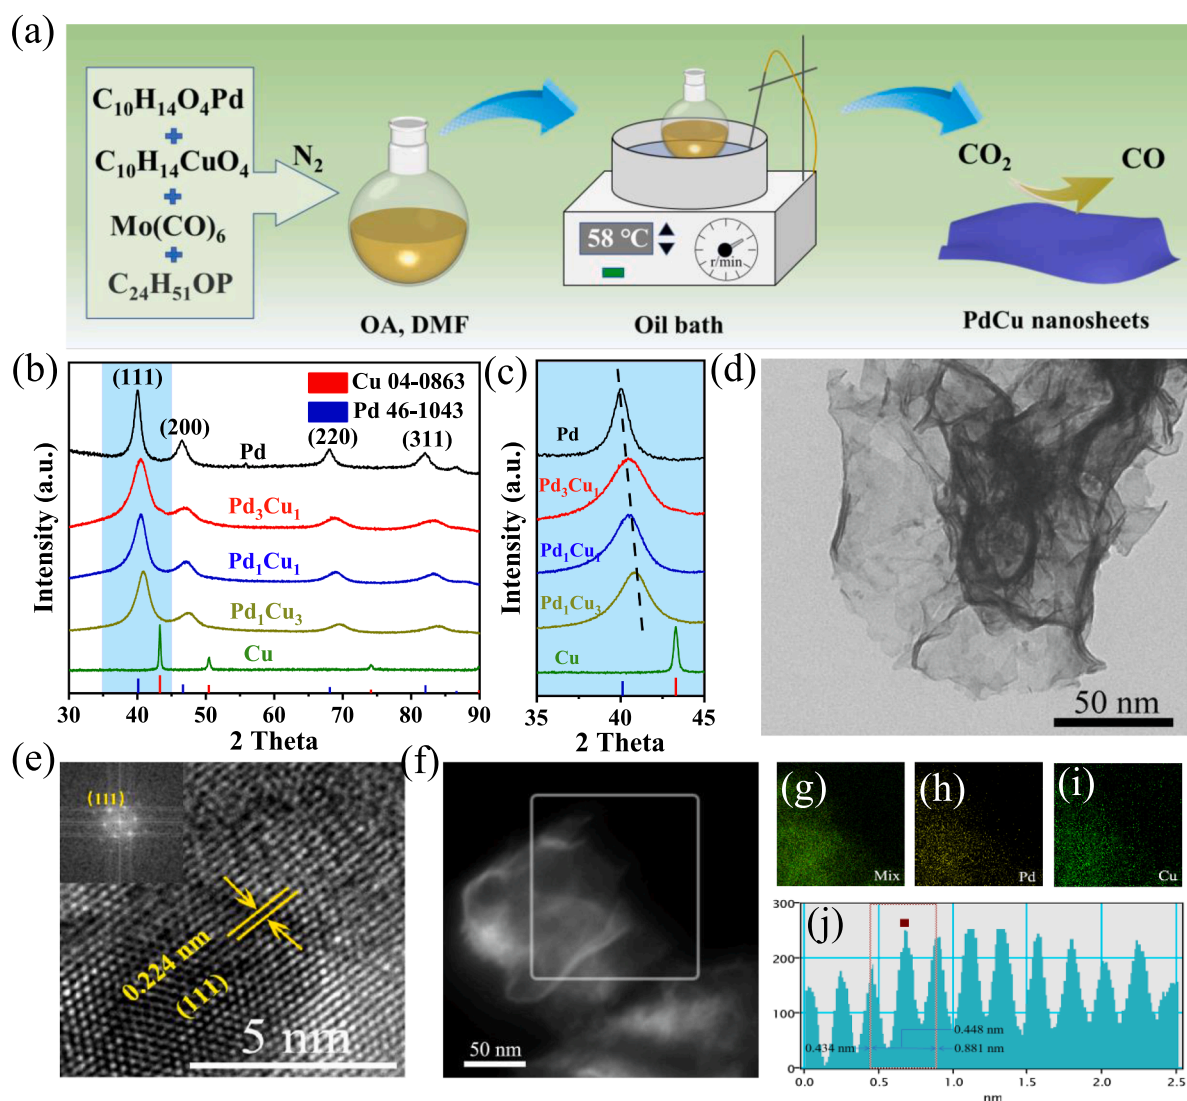 (a)
C₁₀H₁₄O₄Pd
C₁₀H₁₄CuO₄
Mo(CO)₆
C₂₄H₅₁OP
N₂
OA, DMF
58 °C
r/min
Oil bath
CO₂
CO
PdCu nanosheets
(b)
(111)
(200)
(220)
(311)
Cu 04-0863
Pd 46-1043
Pd
Pd₃Cu₁
Pd₁Cu₁
Pd₁Cu₃
Cu
Intensity (a.u.)
30 40 50 60 70 80 90
2 Theta
(c)
Pd
Pd₃Cu₁
Pd₁Cu₁
Pd₁Cu₃
Cu
Intensity (a.u.)
35 40 45
2 Theta
(d)
50 nm
(e)
(111)
0.224 nm
(111)
5 nm
(f)
50 nm
(g)
Mix
(h)
Pd
(i)
Cu
(j)
300
200
100
0
0.448 nm
0.434 nm
0.881 nm
0.0 0.5 1.0 1.5 2.0 2.5
nm